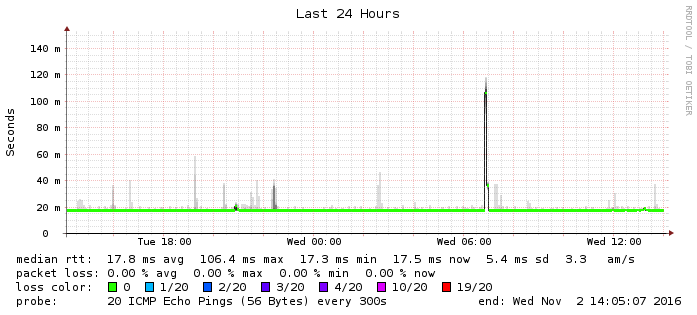 Last 24 Hours
RRDTOOL / TOBI OETIKER
Seconds
140 m
120 m
100 m
80 m
60 m
40 m
20 m
0
Tue 18:00 Wed 00:00 Wed 06:00 Wed 12:00
median rtt: 17.8 ms avg 106.4 ms max 17.3 ms min 17.5 ms now 5.4 ms sd 3.3 am/s
packet loss: 0.00 % avg 0.00 % max 0.00 % min 0.00 % now
loss color: 0 1/20 2/20 3/20 4/20 10/20 19/20
probe: 20 ICMP Echo Pings (56 Bytes) every 300s end: Wed Nov 2 14:05:07 2016